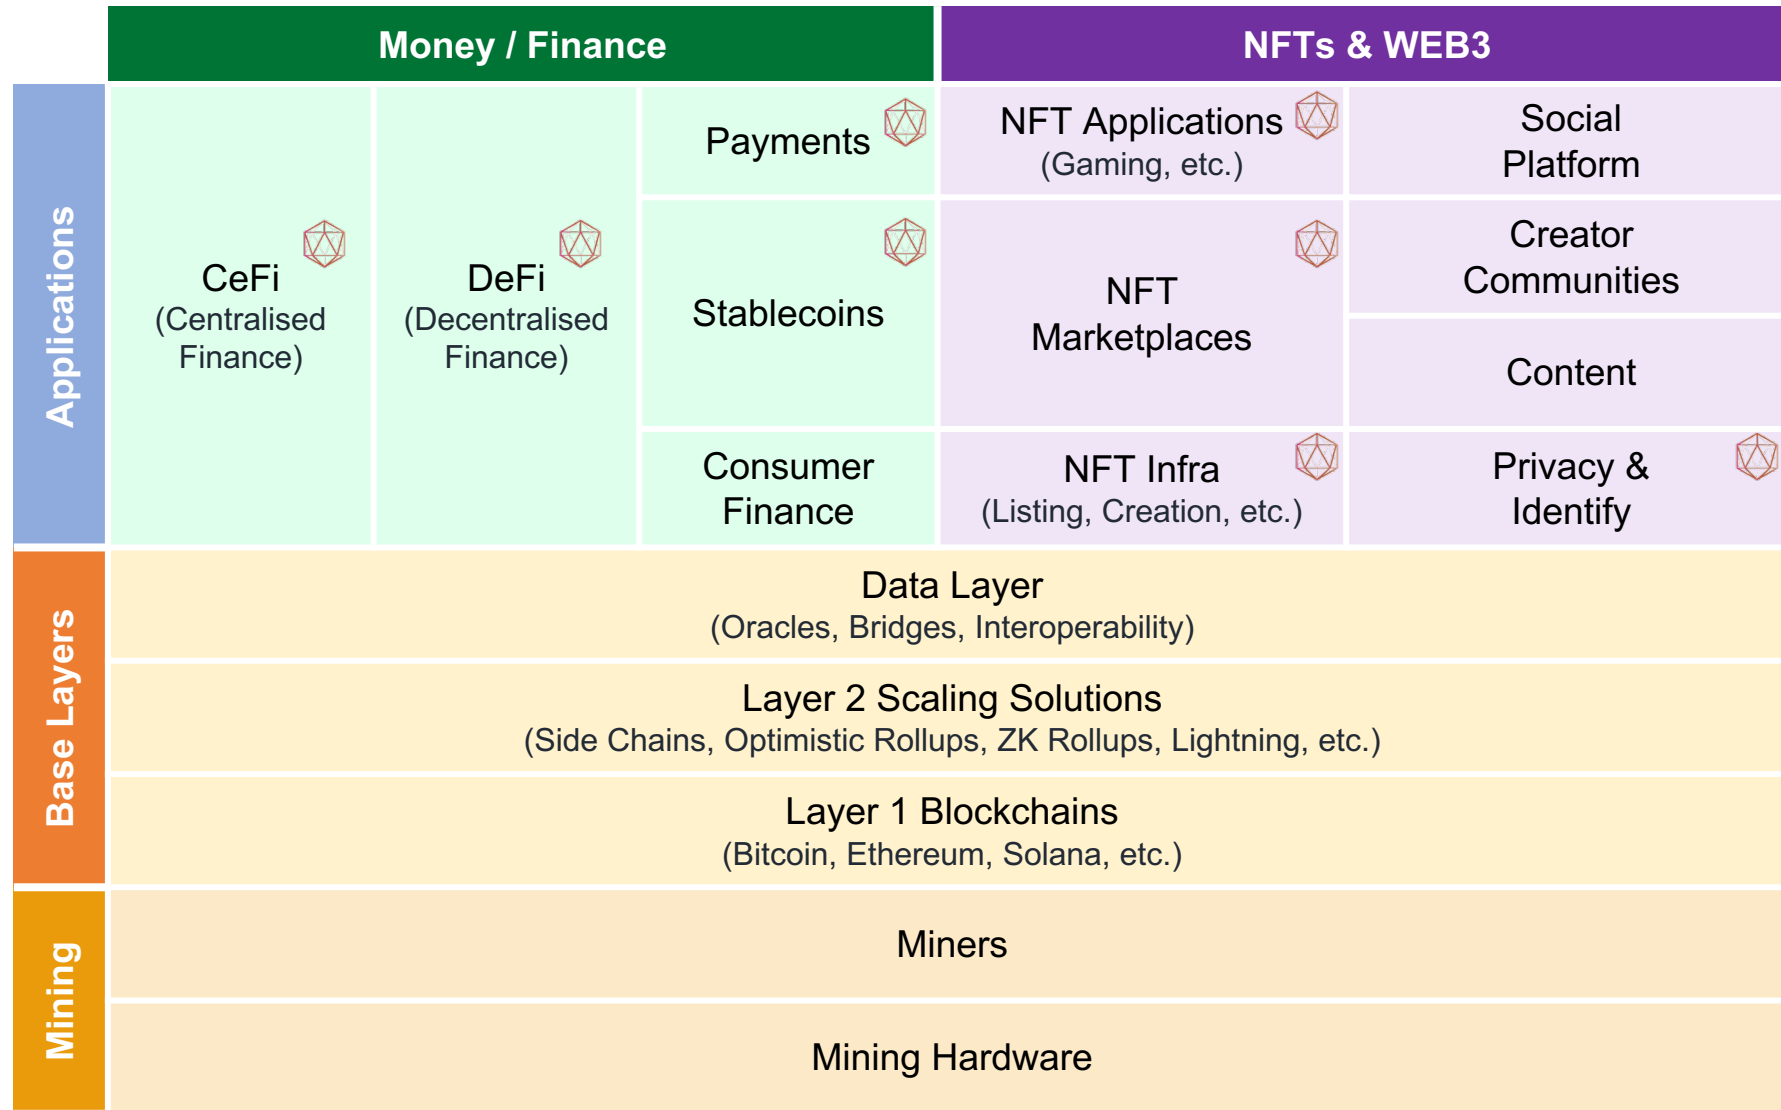 Money / Finance
NFTs & WEB3
Applications
CeFi
(Centralised
Finance)
DeFi
(Decentralised
Finance)
Payments
Stablecoins
Consumer
Finance
NFT Applications
(Gaming, etc.)
NFT
Marketplaces
NFT Infra
(Listing, Creation, etc.)
Social
Platform
Creator
Communities
Content
Privacy &
Identify
Base Layers
Data Layer
(Oracles, Bridges, Interoperability)
Layer 2 Scaling Solutions
(Side Chains, Optimistic Rollups, ZK Rollups, Lightning, etc.)
Layer 1 Blockchains
(Bitcoin, Ethereum, Solana, etc.)
Mining
Miners
Mining Hardware